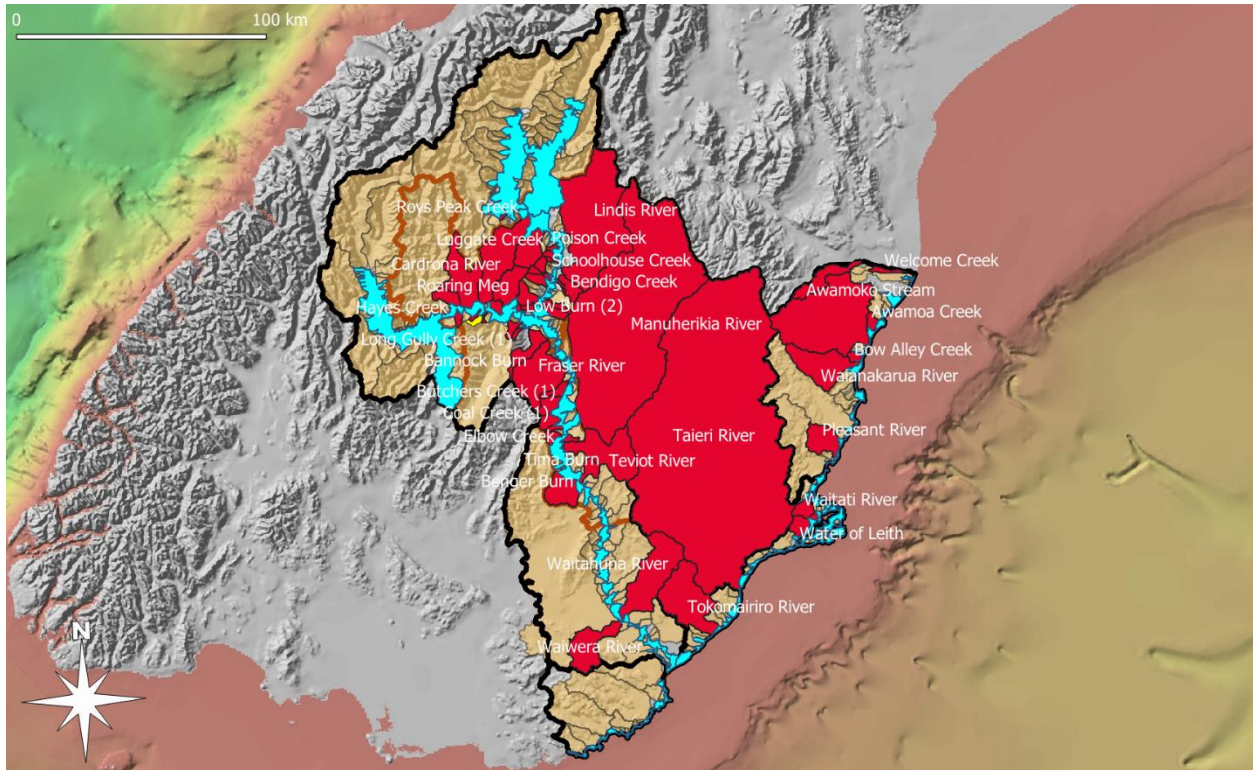 0
100 km
Roys Peak Creek
Lindis River
Luggate Creek
Poison Creek
Cardrona River
Schoolhouse Creek
Welcome Creek
Roaring Meg
Bendigo Creek
Awamoko Stream
Hayes Creek
Low Burn (2)
Awamoa Creek
Manuherikia River
Long Gully Creek (1)
Bow Alley Creek
Bannock Burn
Fraser River
Waianakarua River
Butchers Creek (1)
Coal Creek (1)
Elbow Creek
Taieri River
Pleasant River
Tima Burn
Teviot River
Benger Burn
Waitati River
Water of Leith
Waitahuna River
Tokomairiro River
N
Waiwera River